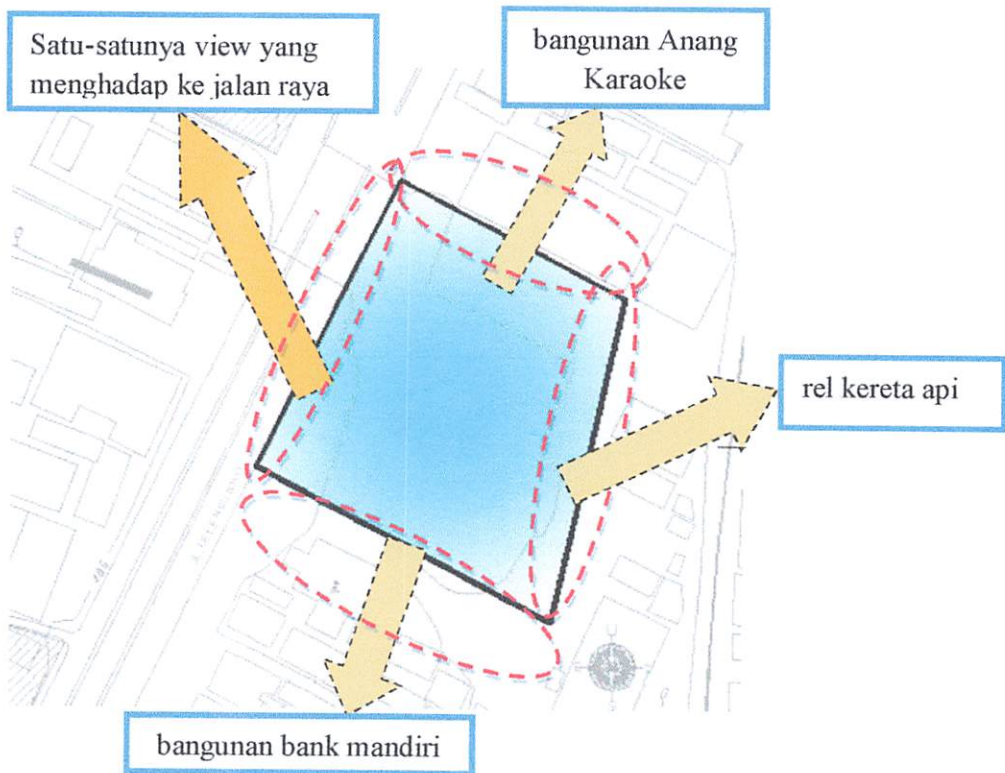 Satu-satunya view yang
menghadap ke jalan raya
bangunan Anang
Karaoke
rel kereta api
bangunan bank mandiri